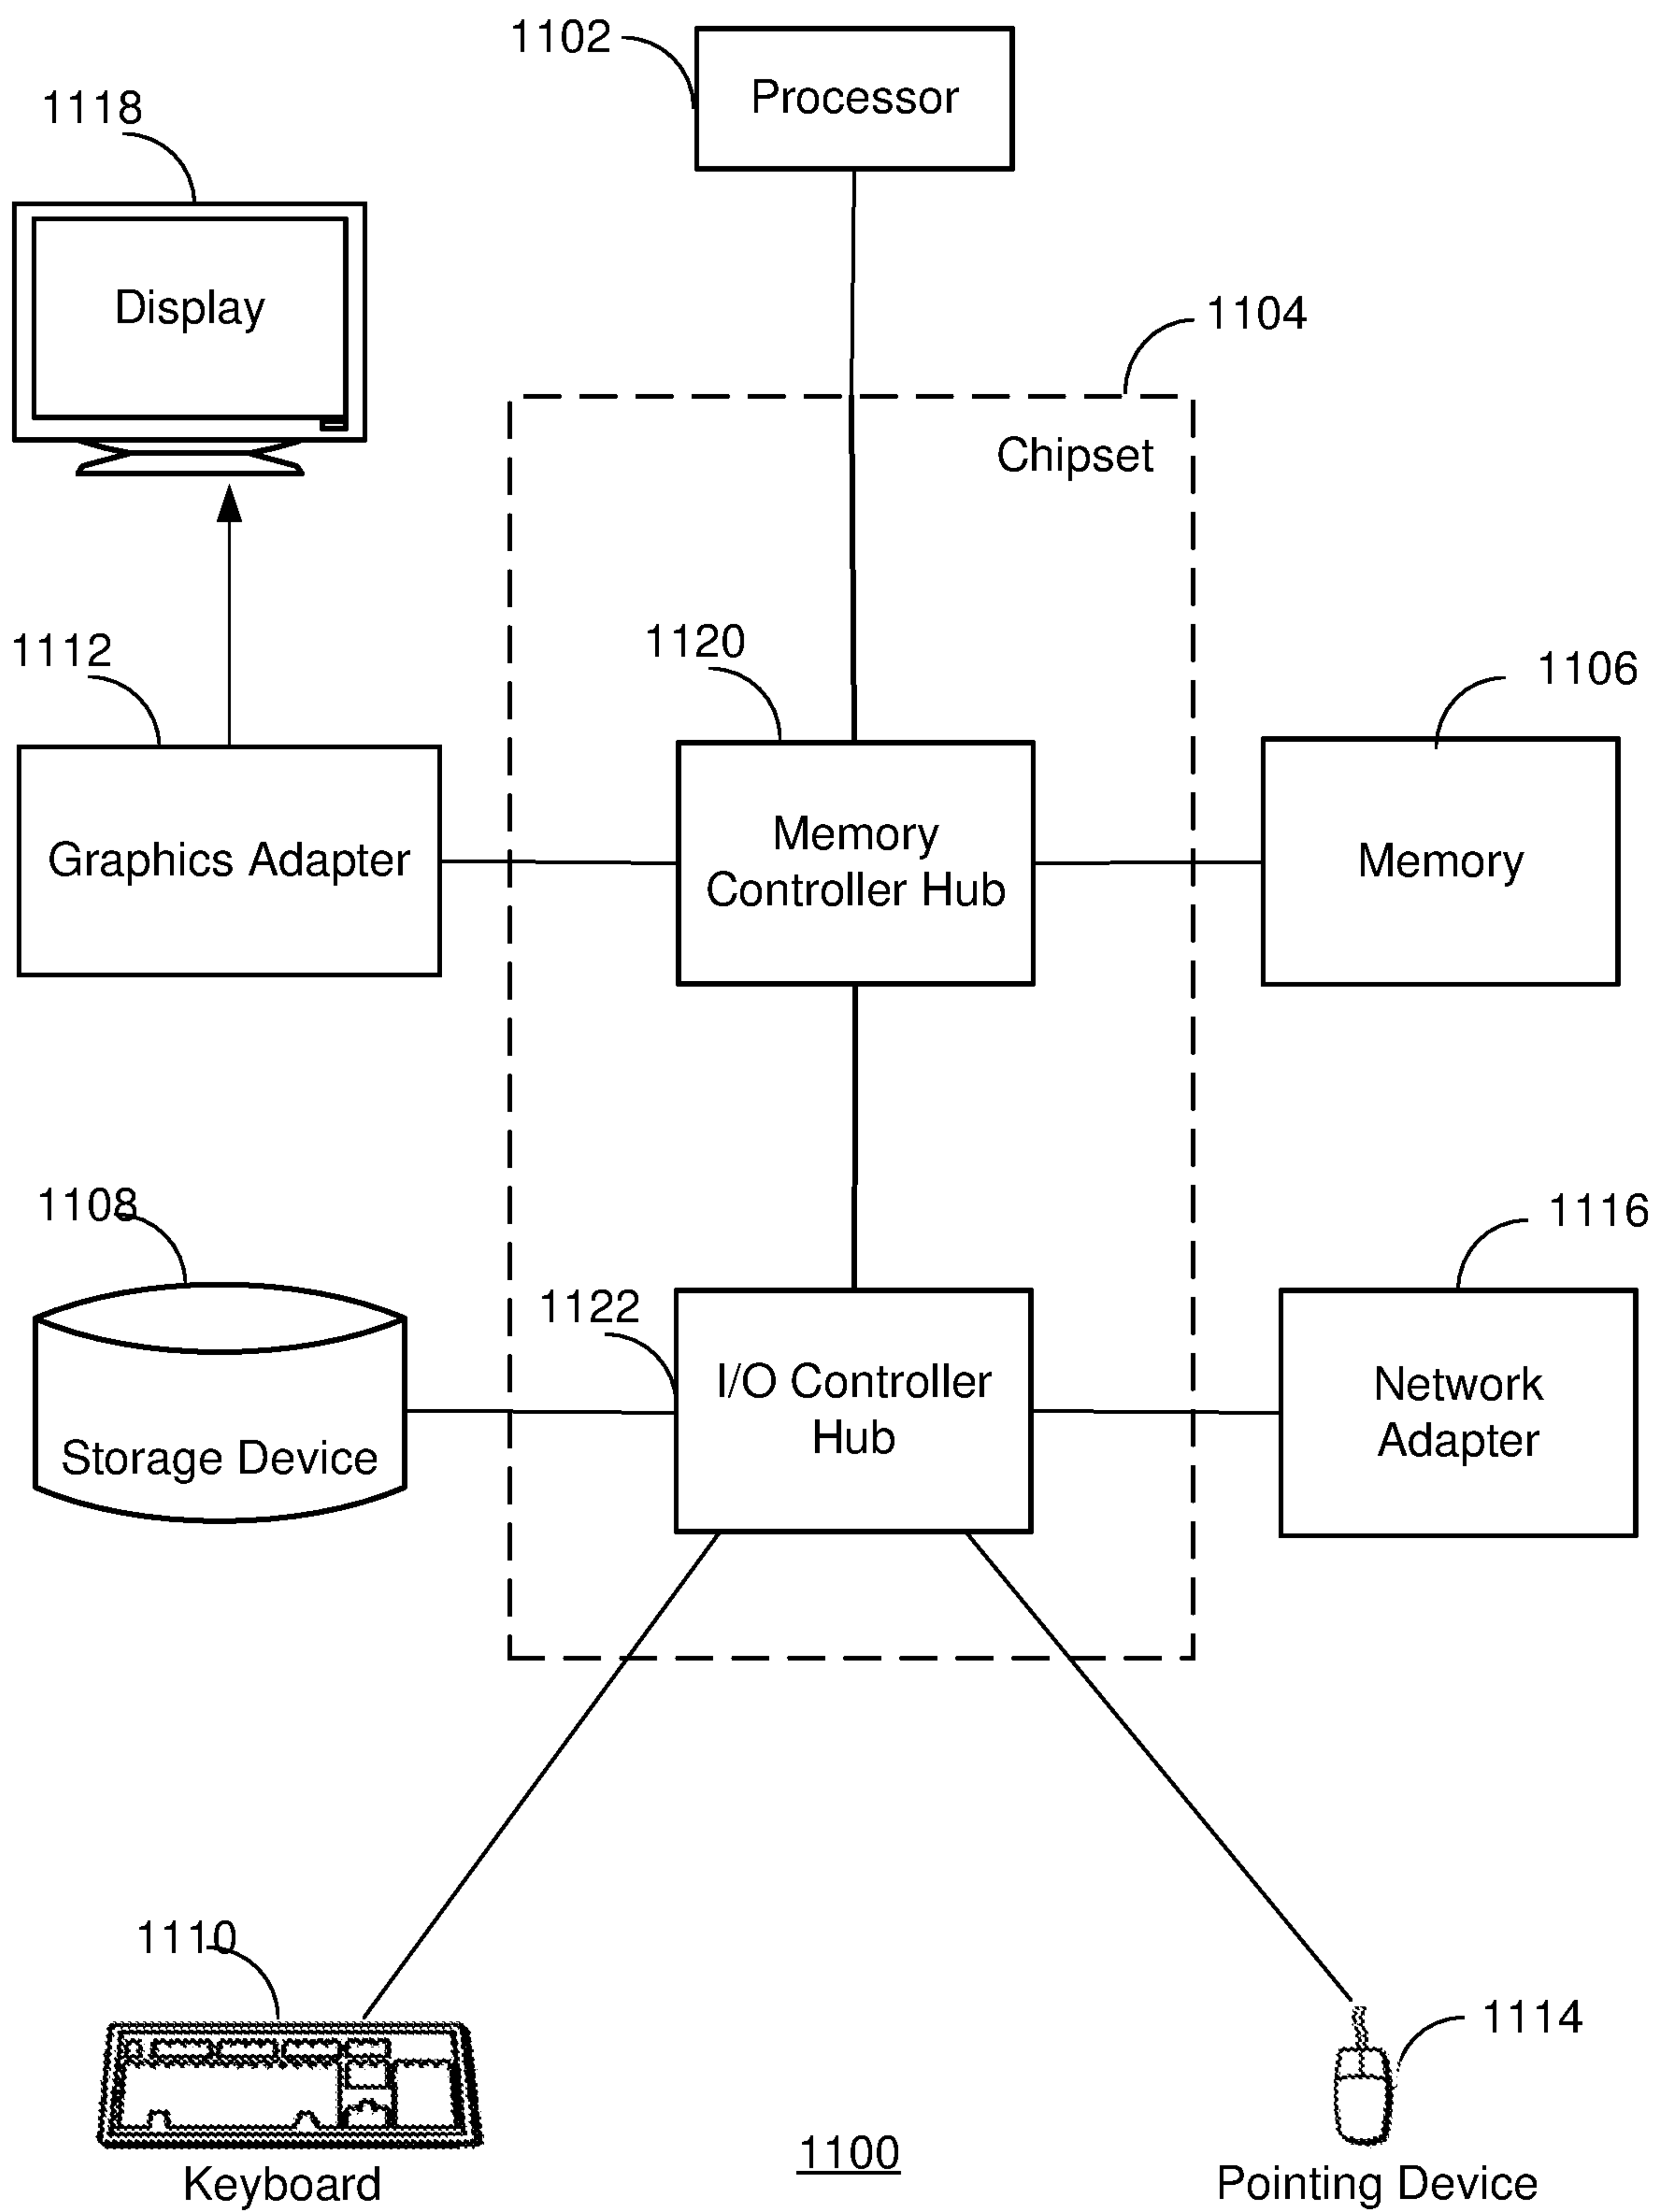 1102
Processor
1118
Display
1104
Chipset
1112
Graphics Adapter
1120
Memory
Controller Hub
1106
Memory
1108
Storage Device
1122
I/O Controller
Hub
1116
Network
Adapter
1110
Keyboard
1100
1114
Pointing Device